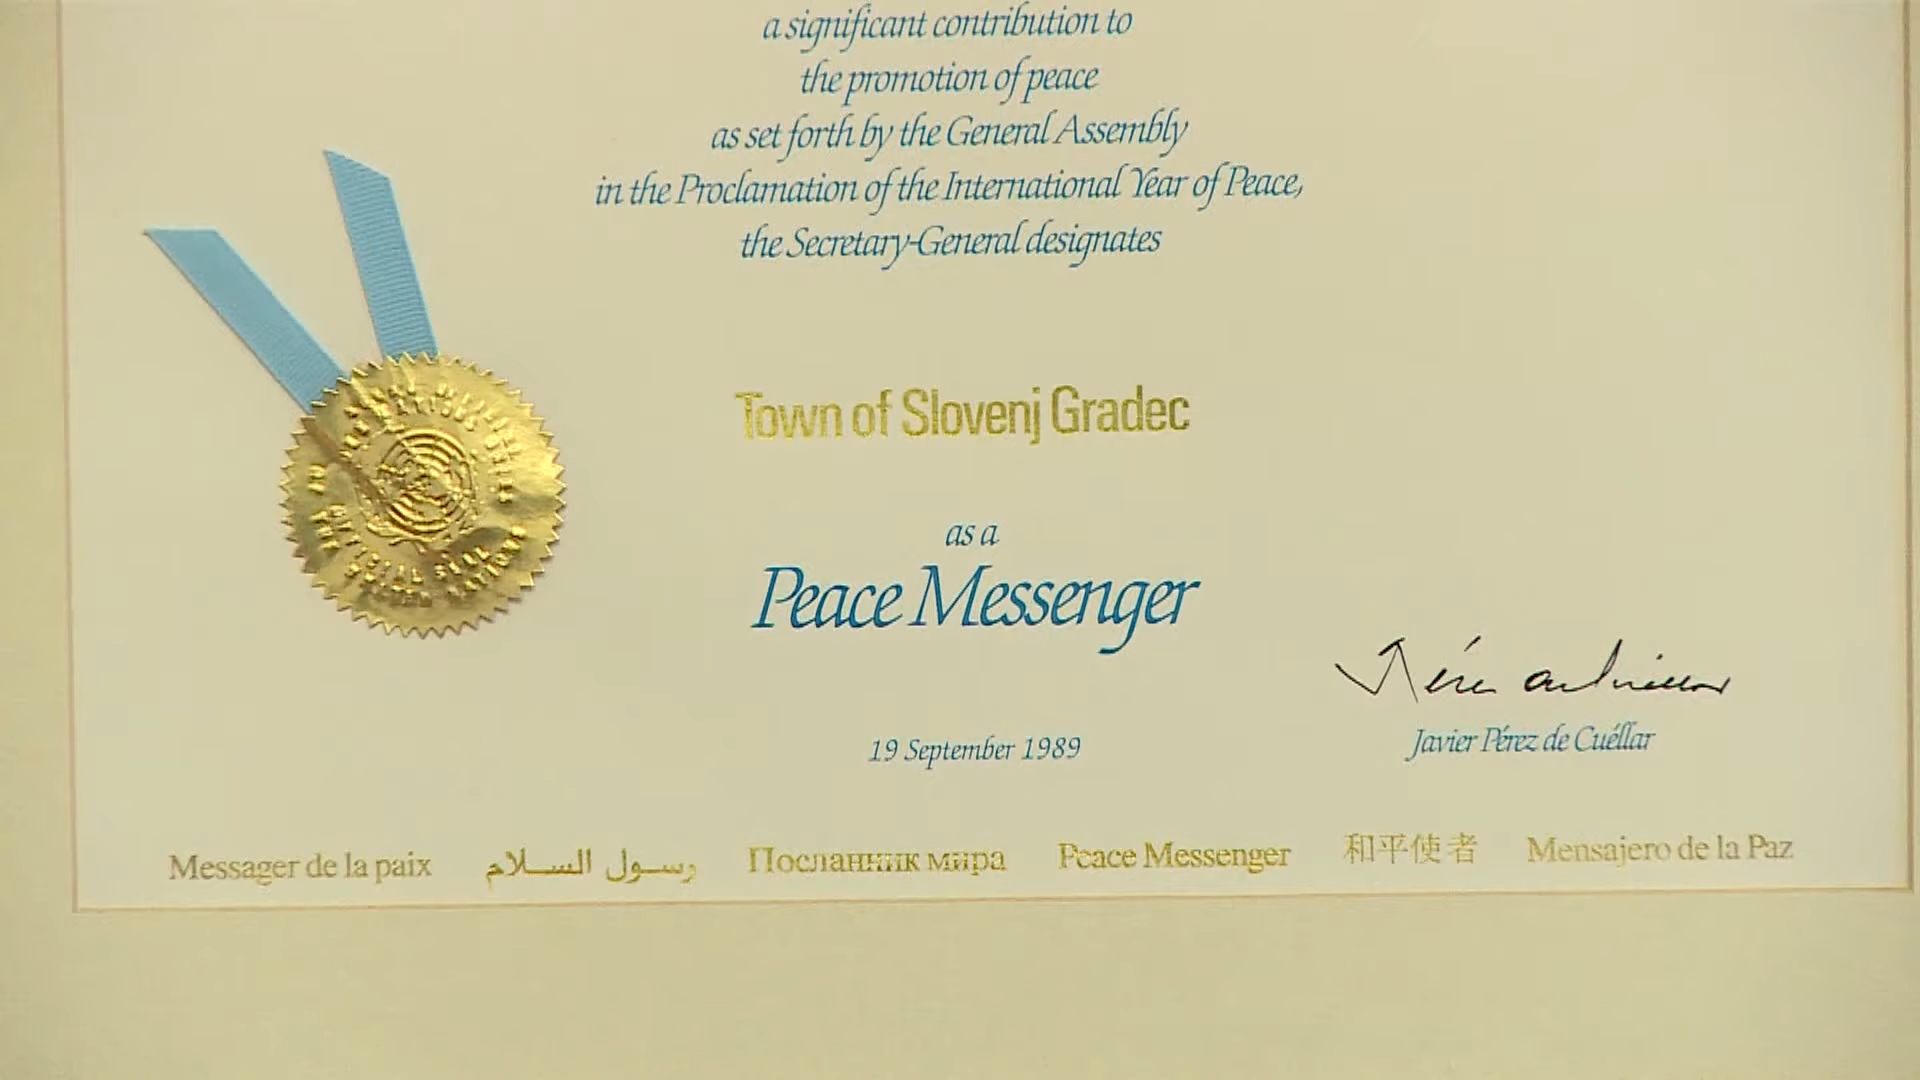 a significant contribution to
the promotion of peace
as set forth by the General Assembly
in the Proclamation of the International Year of Peace,
the Secretary-General designates
Town of Slovenj Gradec
as a
Peace Messenger
19 September 1989
Javier Pérez de Cuéllar
Messager de la paix رسول السلام Посланник мира Peace Messenger 和平使者 Mensajero de la Paz
OFFICIAL SEAL